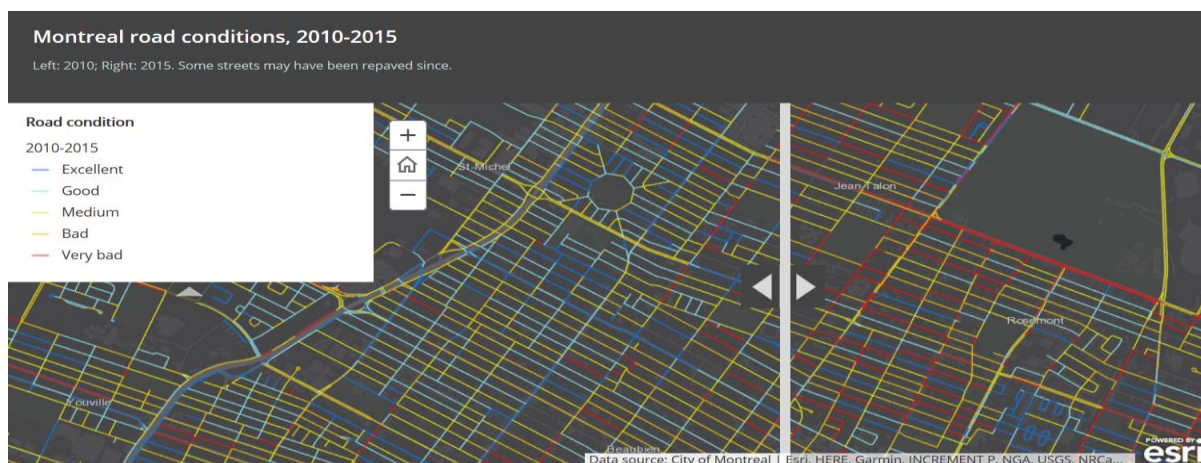 Montreal road conditions, 2010-2015
Left: 2010; Right: 2015. Some streets may have been repaved since.
Road condition
2010-2015
Excellent
Good
Medium
Bad
Very bad
+
−
St-Michel
Jean-Talon
Rosemont
Youville
Beaubien
Data source: City of Montreal | Esri, HERE, Garmin, INCREMENT P, NGA, USGS, NRCa...
POWERED BY
esri